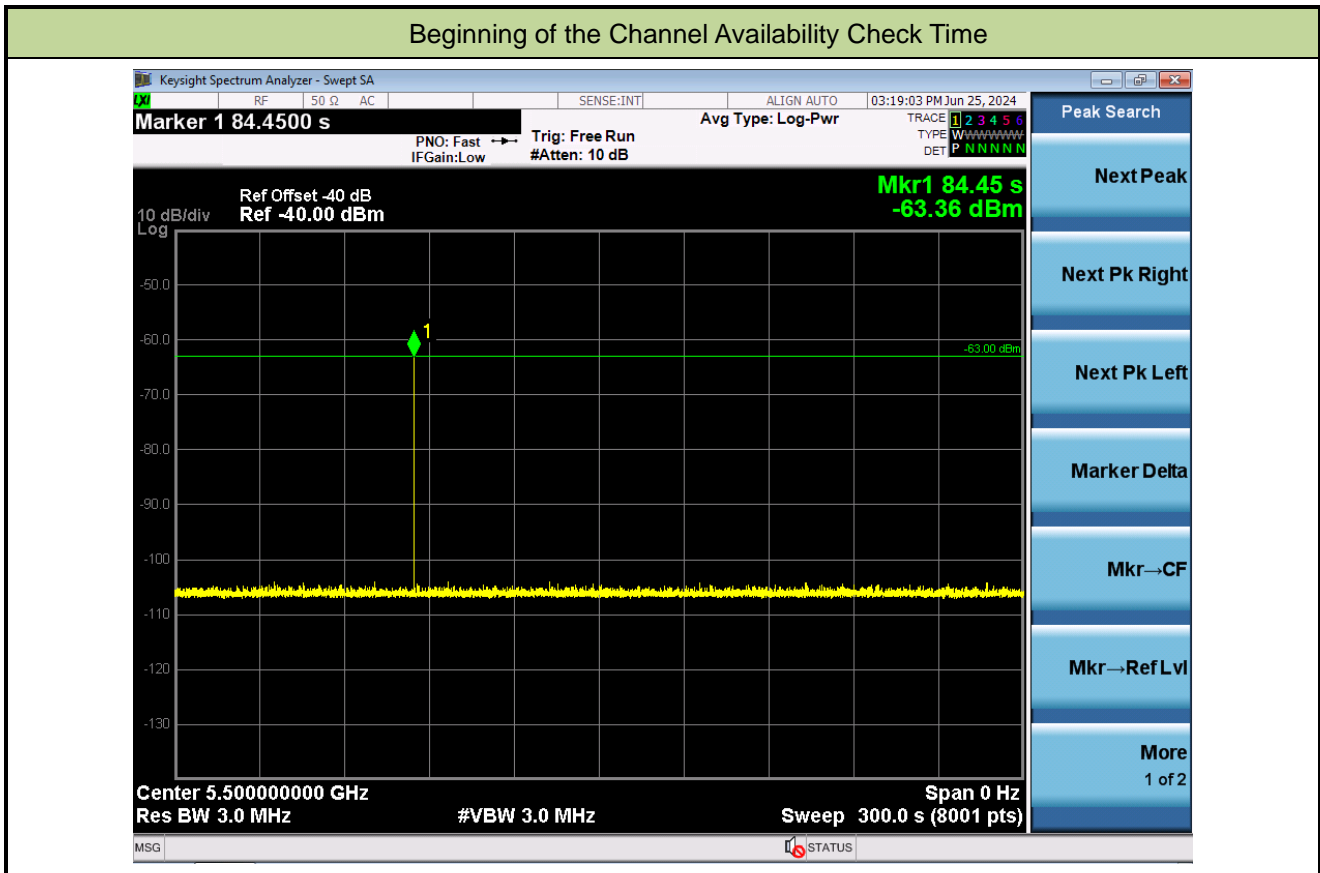 Beginning of the Channel Availability Check Time
Keysight Spectrum Analyzer - Swept SA
LXI RF 50 Ω AC SENSE:INT ALIGN AUTO 03:19:03 PM Jun 25, 2024
Marker 1 84.4500 s
PNO: Fast
IFGain:Low
Trig: Free Run
#Atten: 10 dB
Avg Type: Log-Pwr
TRACE 1 2 3 4 5 6
TYPE WWWWWW
DET P N N N N N
Peak Search
Ref Offset -40 dB
10 dB/div Ref -40.00 dBm
Log
Mkr1 84.45 s
-63.36 dBm
-50.0
-60.0
-70.0
-80.0
-90.0
-100
-110
-120
-130
1
-63.00 dBm
Center 5.500000000 GHz
Span 0 Hz
Res BW 3.0 MHz
#VBW 3.0 MHz
Sweep 300.0 s (8001 pts)
Next Peak
Next Pk Right
Next Pk Left
Marker Delta
Mkr→CF
Mkr→Ref Lvl
More
1 of 2
MSG
STATUS